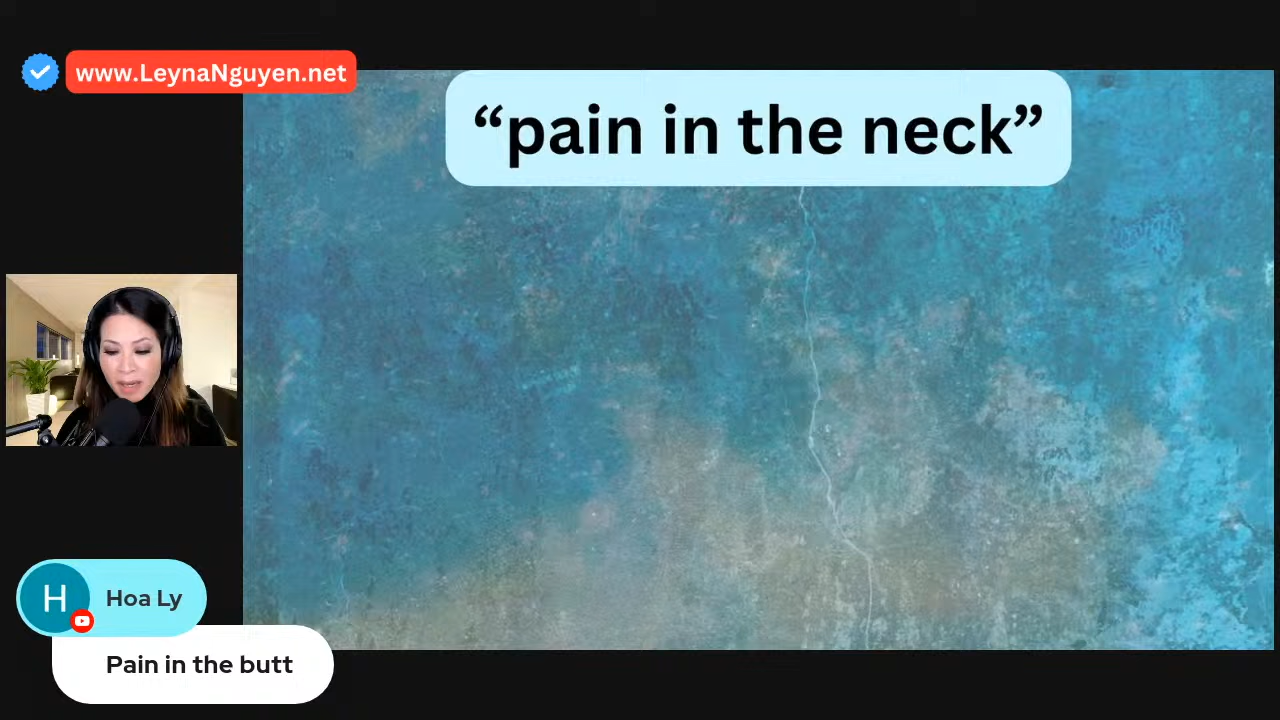 www.LeynaNguyen.net
“pain in the neck”
H
Hoa Ly
Pain in the butt